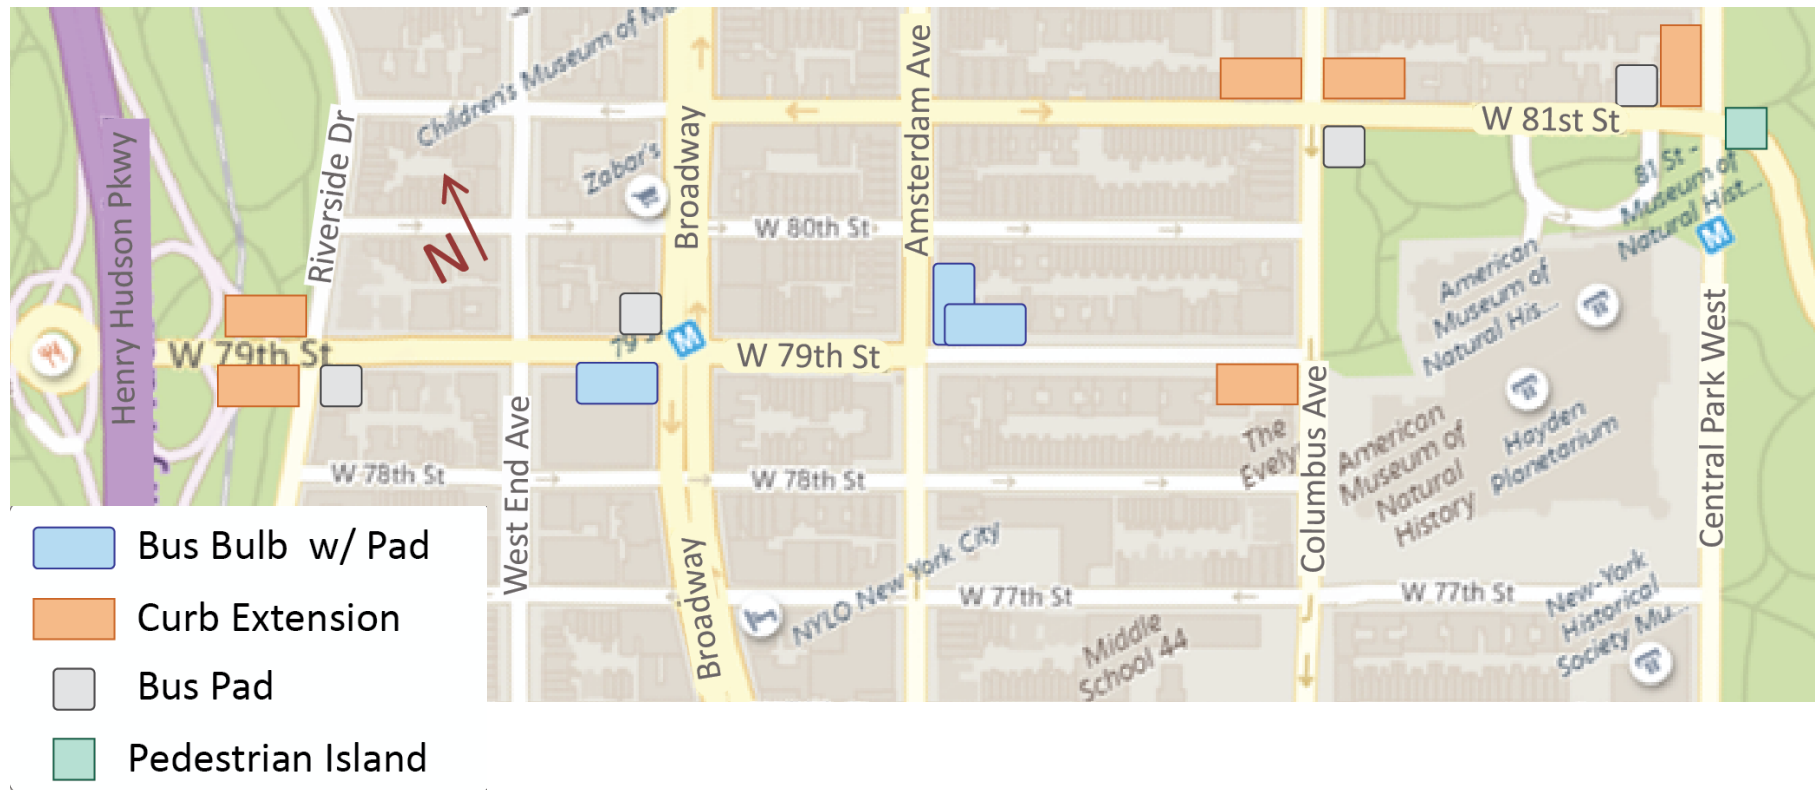 Children's Museum of M
Amsterdam Ave
Broadway
Riverside Dr
Henry Hudson Pkwy
Zabar's
N
W 81st St
81 St -
Museum of
Natural Hist...
M
W 80th St
American
Museum of
Natural His...
W 79th St
79
M
W 79th St
Central Park West
Columbus Ave
West End Ave
The
Evely
American
Museum of
Natural
History
Hayden
Planetarium
W 78th St
W 78th St
Broadway
NYLO New York City
W 77th St
W 77th St
New-York
Historical
Society Mu...
Middle
School 44
Bus Bulb w/ Pad
Curb Extension
Bus Pad
Pedestrian Island